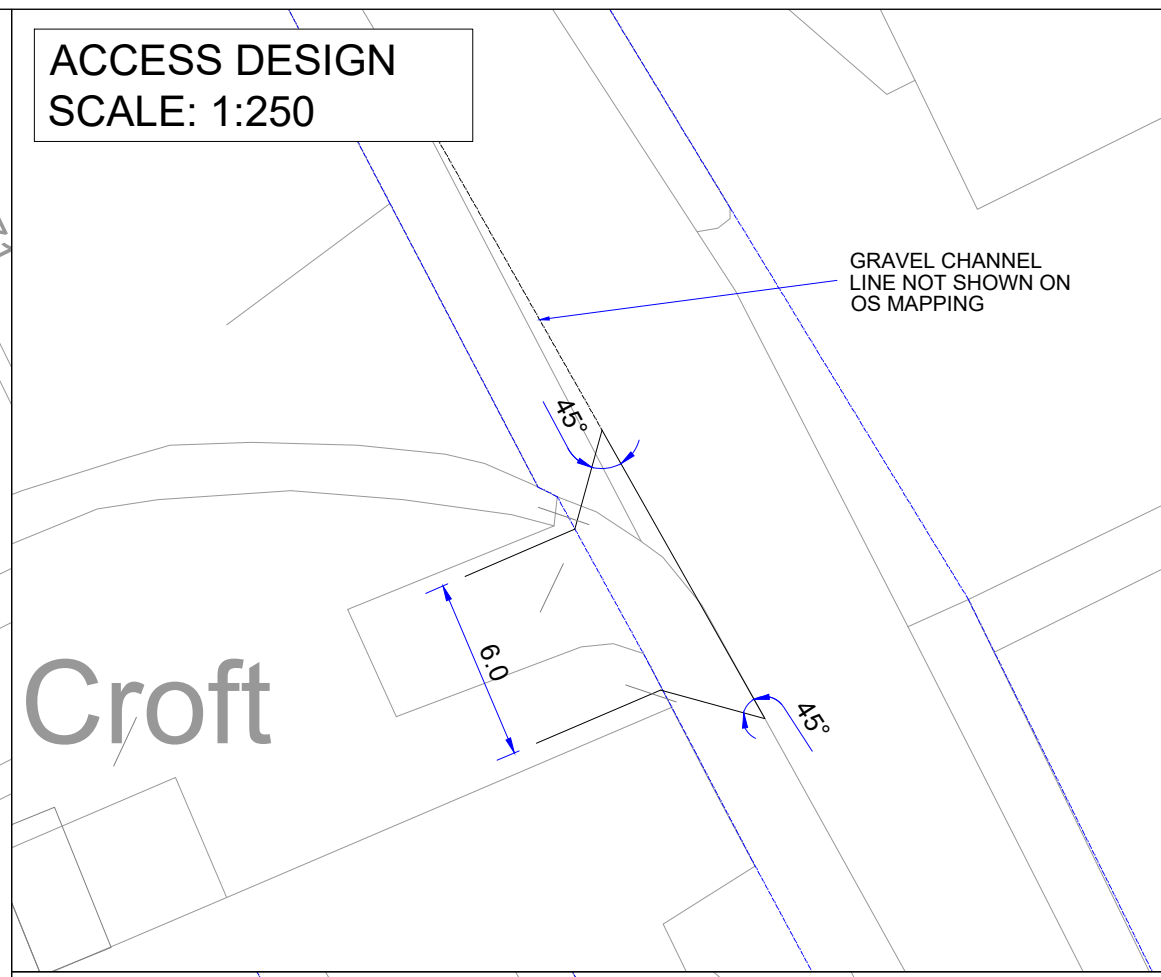 ACCESS DESIGN
SCALE: 1:250
GRAVEL CHANNEL
LINE NOT SHOWN ON
OS MAPPING
45°
6.0
Croft
45°